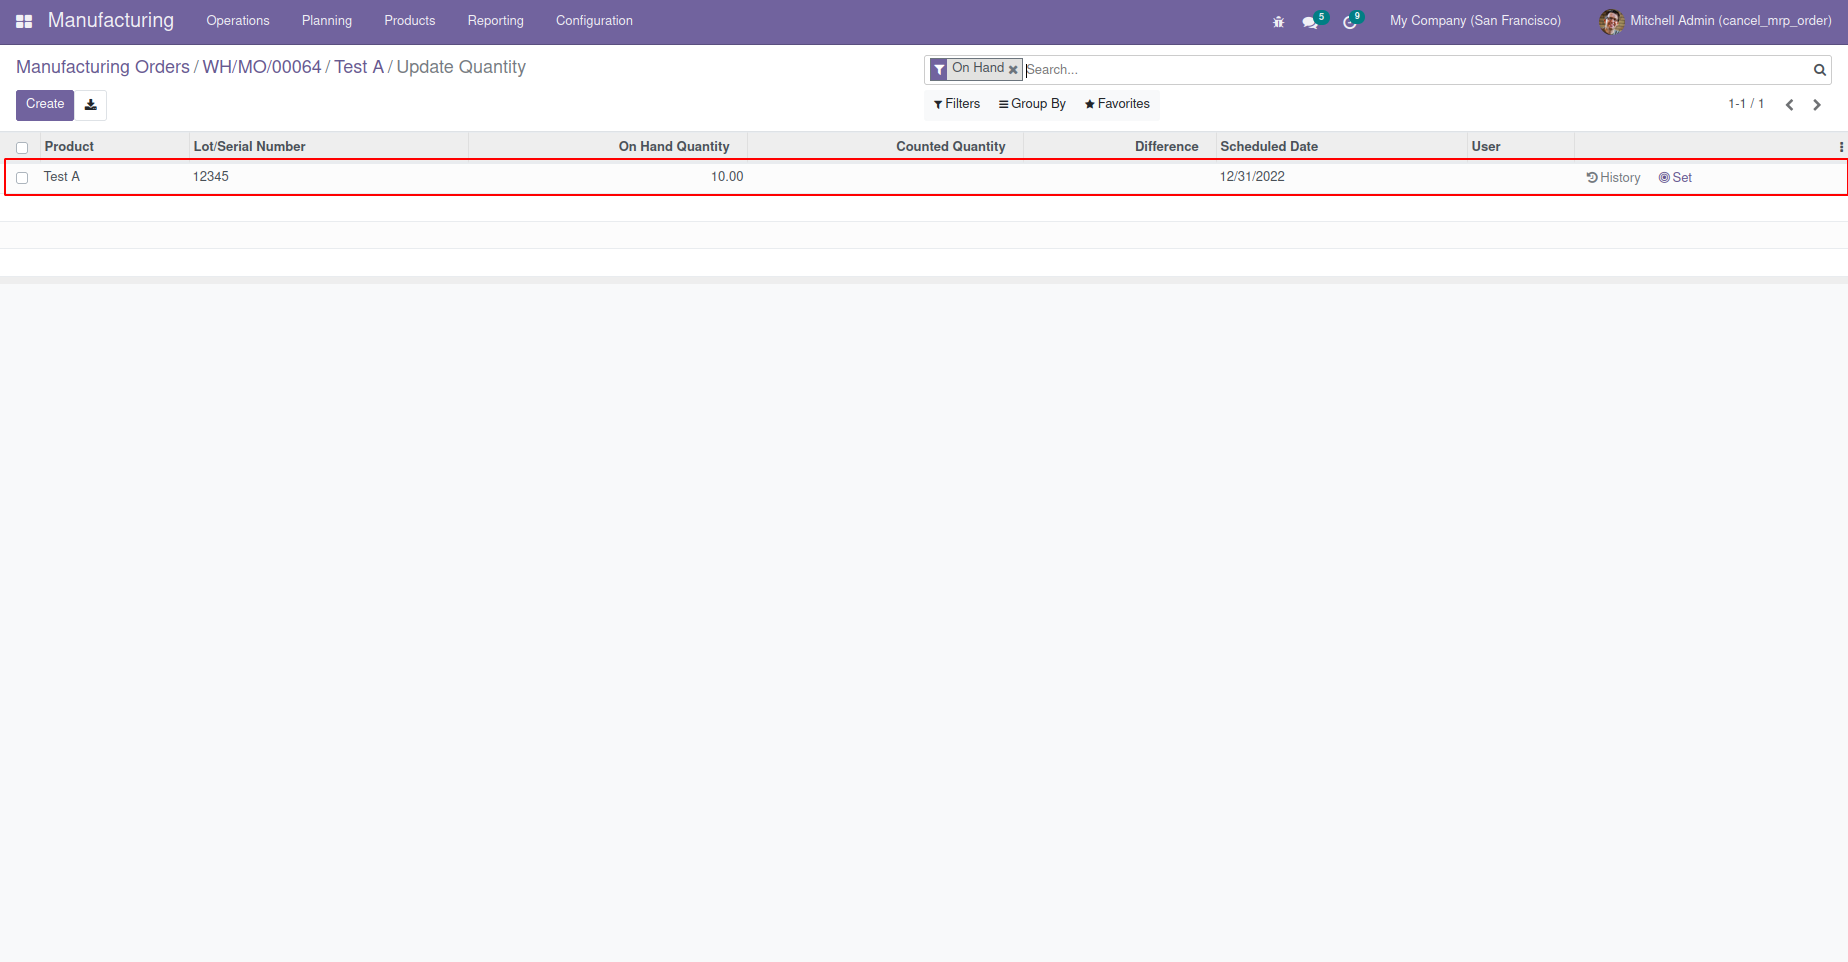 Manufacturing Operations Planning Products Reporting Configuration 5 9 My Company (San Francisco) Mitchell Admin (cancel_mrp_order)
Manufacturing Orders / WH/MO/00064 / Test A / Update Quantity
On Hand Search...
Create Filters Group By Favorites 1-1 / 1
Product Lot/Serial Number On Hand Quantity Counted Quantity Difference Scheduled Date User
Test A 12345 10.00 12/31/2022 History Set